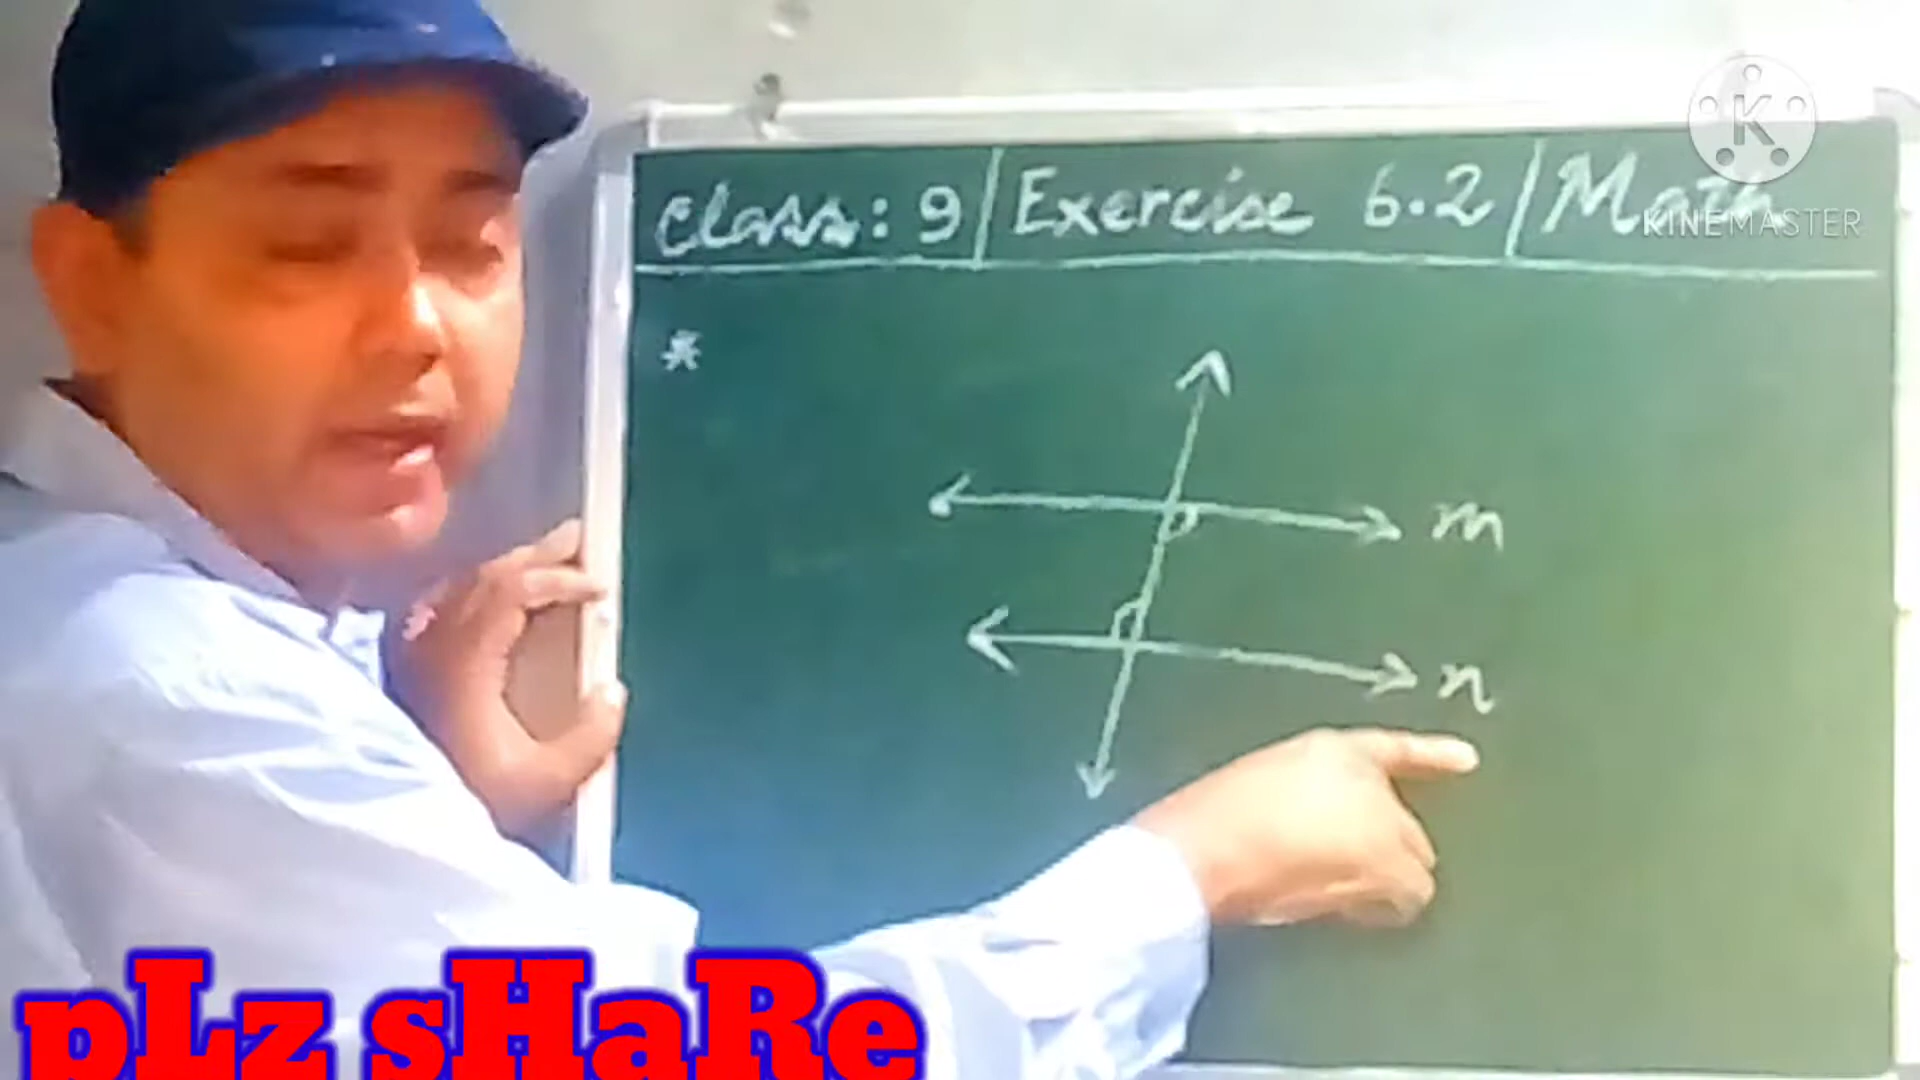 K
KINEMASTER
Class: 9 | Exercise 6.2 | Math
*
m
n
pLz sHaRe